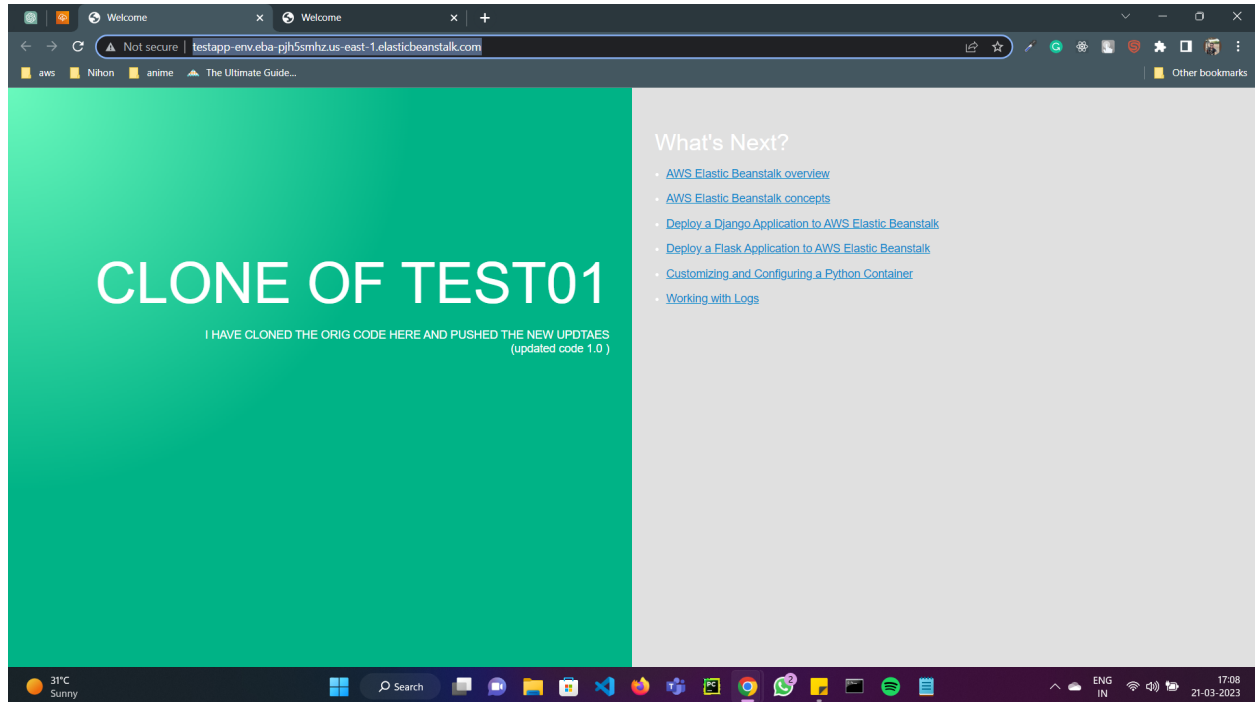 Welcome
Welcome
Not secure
testapp-env.eba-pjh5smhz.us-east-1.elasticbeanstalk.com
aws
Nihon
anime
The Ultimate Guide...
Other bookmarks
CLONE OF TEST01
I HAVE CLONED THE ORIG CODE HERE AND PUSHED THE NEW UPDTAES
(updated code 1.0 )
What's Next?
AWS Elastic Beanstalk overview
AWS Elastic Beanstalk concepts
Deploy a Django Application to AWS Elastic Beanstalk
Deploy a Flask Application to AWS Elastic Beanstalk
Customizing and Configuring a Python Container
Working with Logs
31°C
Sunny
Search
2
ENG
IN
17:08
21-03-2023